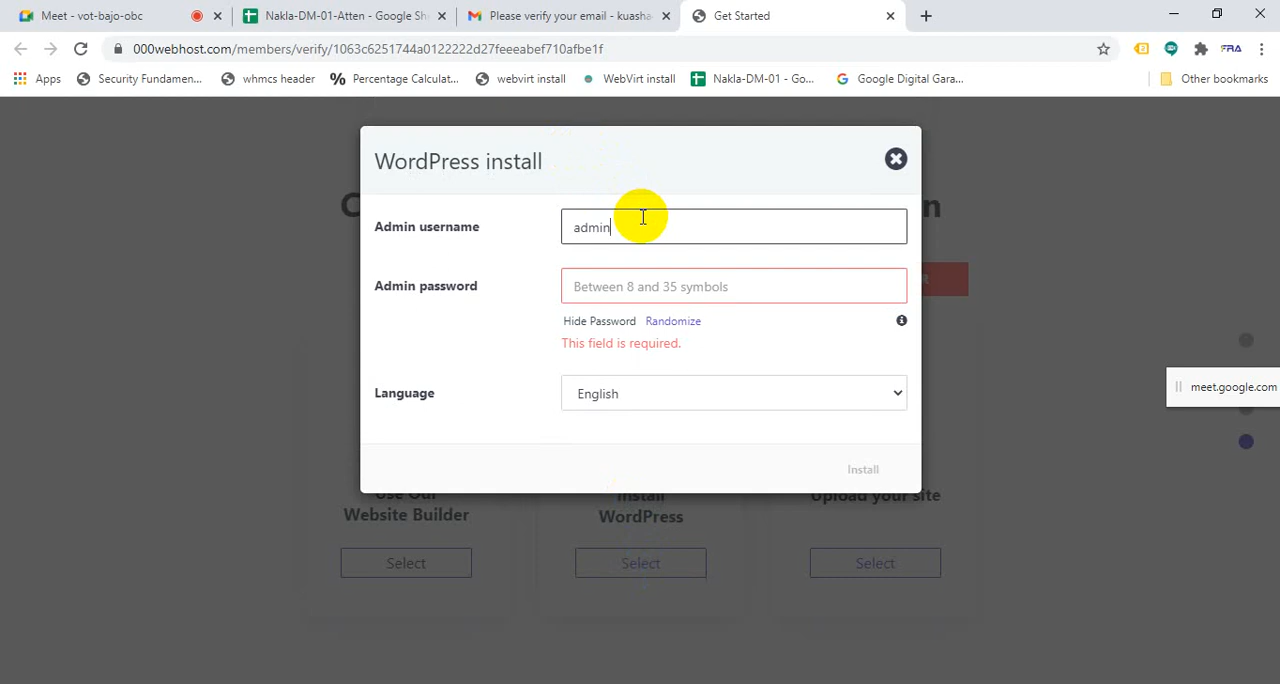 Meet - vot-bajo-obc
Nakla-DM-01-Atten - Google She
Please verify your email - kuasha
Get Started
000webhost.com/members/verify/1063c6251744a0122222d27feeeabef710afbe1f
Apps
Security Fundamen...
whmcs header
Percentage Calculat...
webvirt install
WebVirt install
Nakla-DM-01 - Go...
Google Digital Gara...
Other bookmarks
WordPress install
Admin username
admin
Admin password
Between 8 and 35 symbols
Hide Password Randomize
This field is required.
Language
English
Install
meet.google.com
Use Our
Website Builder
Install
WordPress
Upload your site
Select
Select
Select